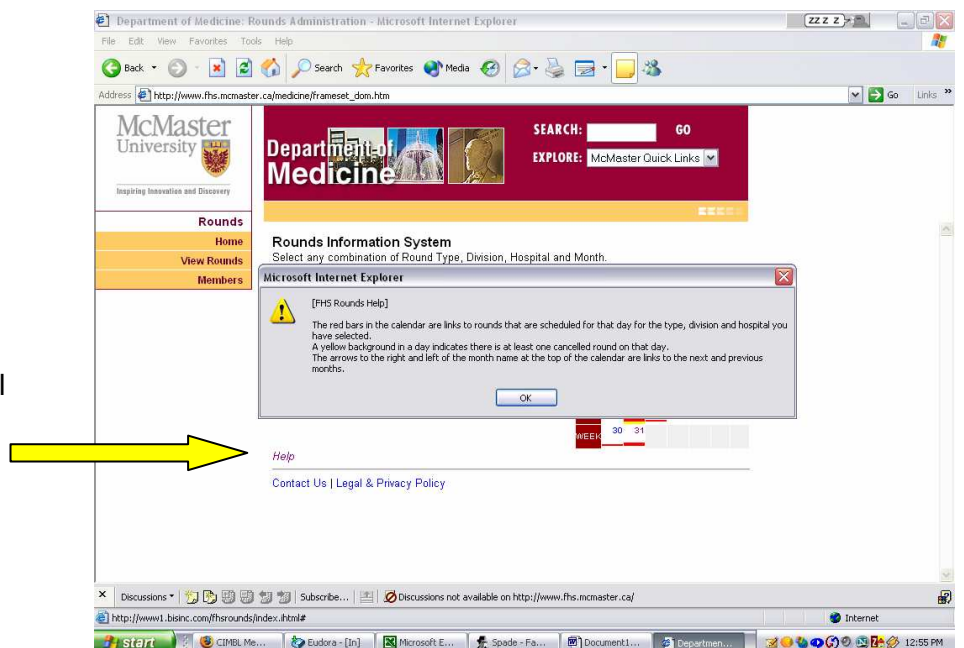 Department of Medicine: Rounds Administration - Microsoft Internet Explorer
ZZZ Z
File Edit View Favorites Tools Help
Back Search Favorites Media
Address http://www.fhs.mcmaster.ca/medicine/frameset_dom.htm Go Links »
McMaster
University
Inspiring Innovation and Discovery
Department of
Medicine
SEARCH: GO
EXPLORE: McMaster Quick Links
Rounds
Home
View Rounds
Members
Rounds Information System
Select any combination of Round Type, Division, Hospital and Month.
Microsoft Internet Explorer
[FHS Rounds Help]
The red bars in the calendar are links to rounds that are scheduled for that day for the type, division and hospital you
have selected.
A yellow background in a day indicates there is at least one cancelled round on that day.
The arrows to the right and left of the month name at the top of the calendar are links to the next and previous
months.
OK
l
WEEK 30 31
Help
Contact Us | Legal & Privacy Policy
Discussions Subscribe... Discussions not available on http://www.fhs.mcmaster.ca/
http://www1.bisinc.com/fhsrounds/index.ihtml# Internet
start CIMBL Me... Eudora - [In] Microsoft E... Spade - Fa... Document1... Departmen... 12:55 PM